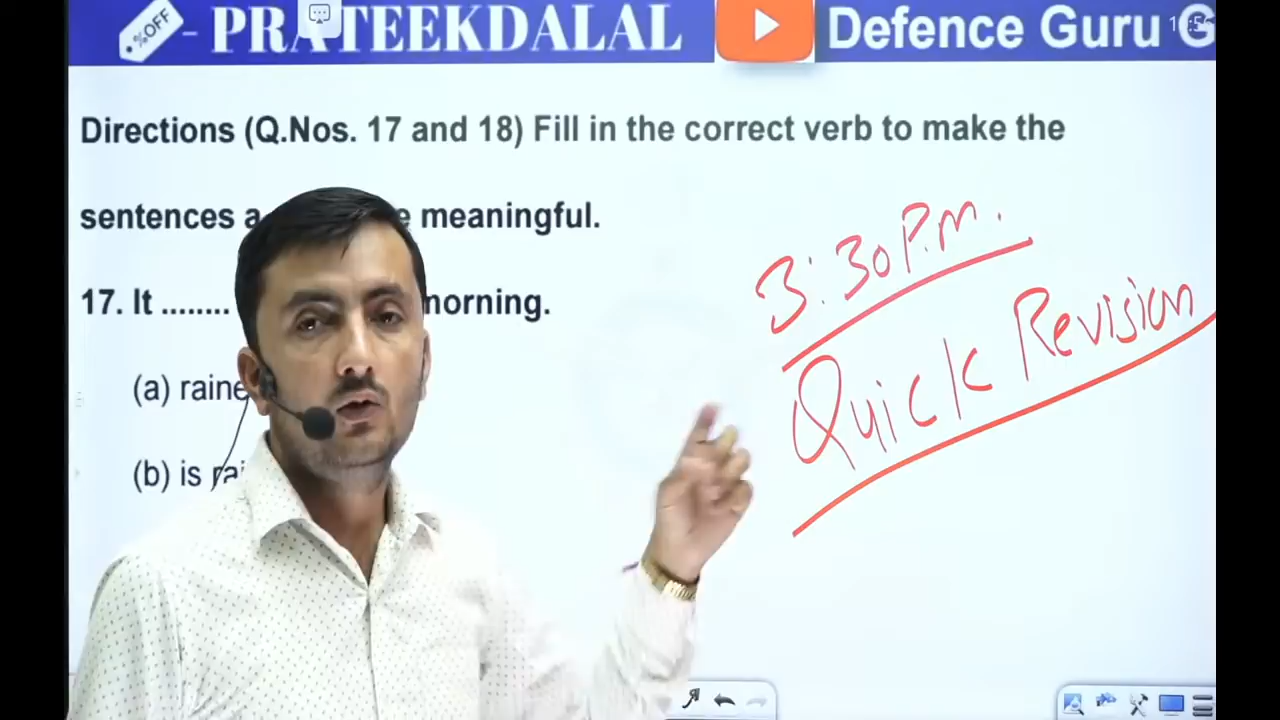 %OFF - PRATEEKDALAL Defence Guru G
Directions (Q.Nos. 17 and 18) Fill in the correct verb to make the
sentences meaningful.
17. It ........ morning.
(a)
(b) is
3:30 P.m.
Quick Revision